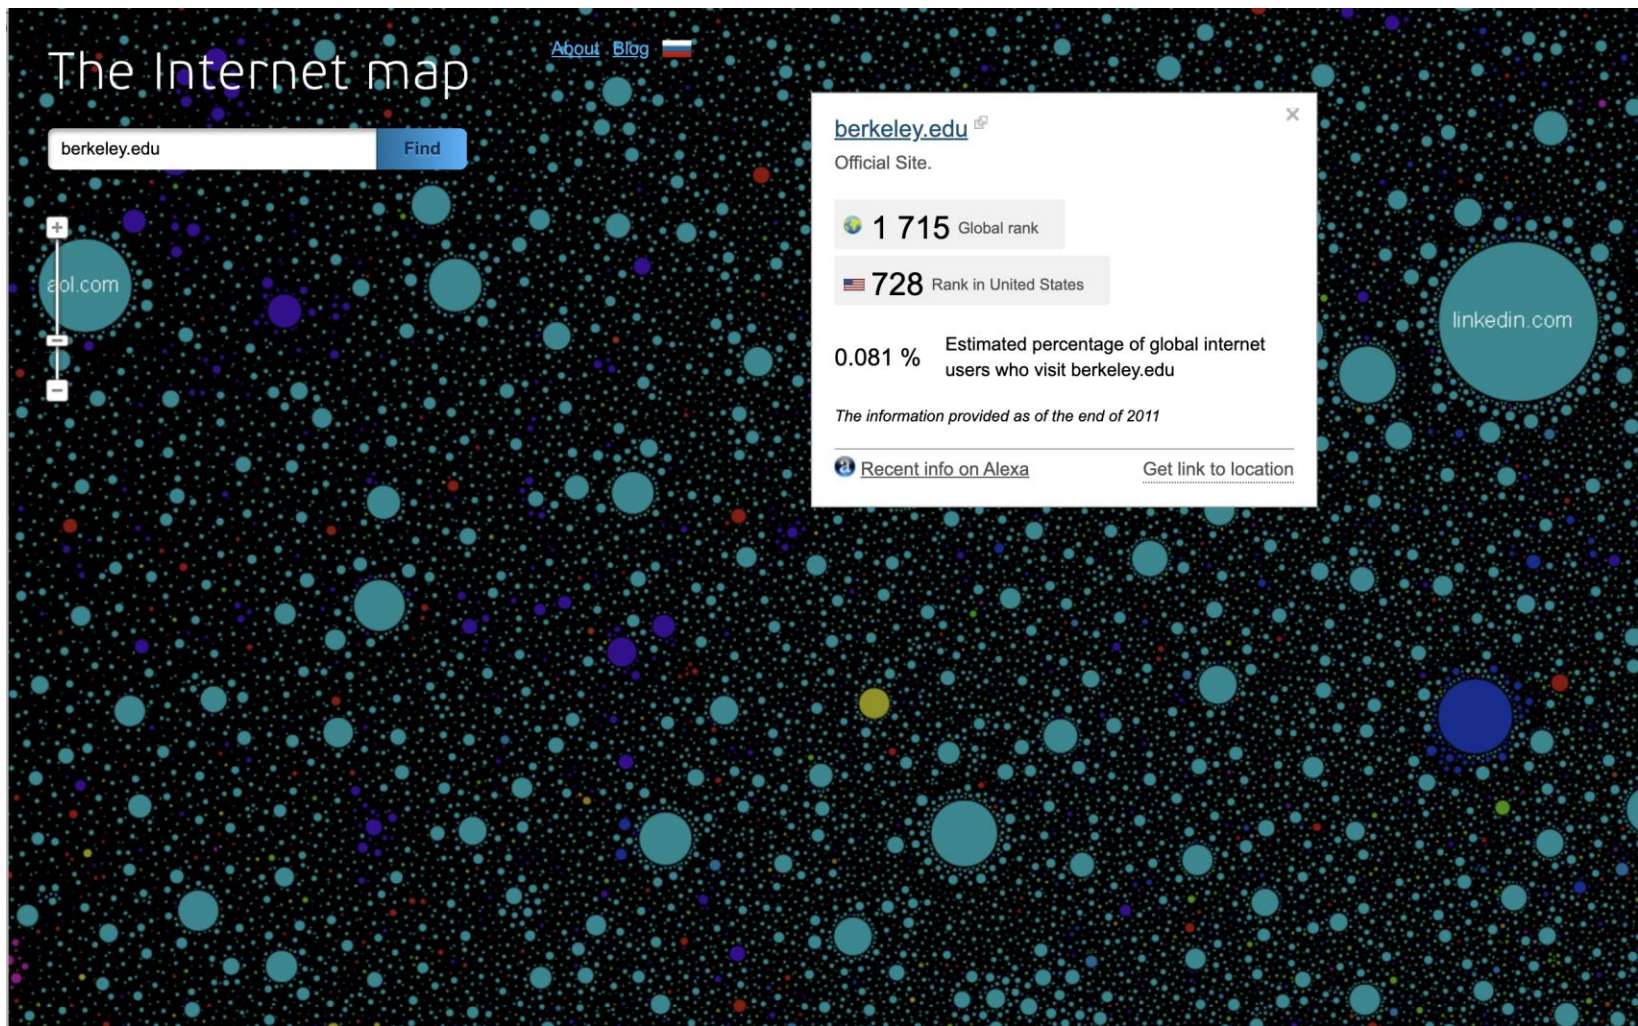 The Internet map
About Blog
berkeley.edu Find
aol.com
berkeley.edu
Official Site.
1 715 Global rank
728 Rank in United States
0.081 % Estimated percentage of global internet
users who visit berkeley.edu
The information provided as of the end of 2011
Recent info on Alexa Get link to location
linkedin.com